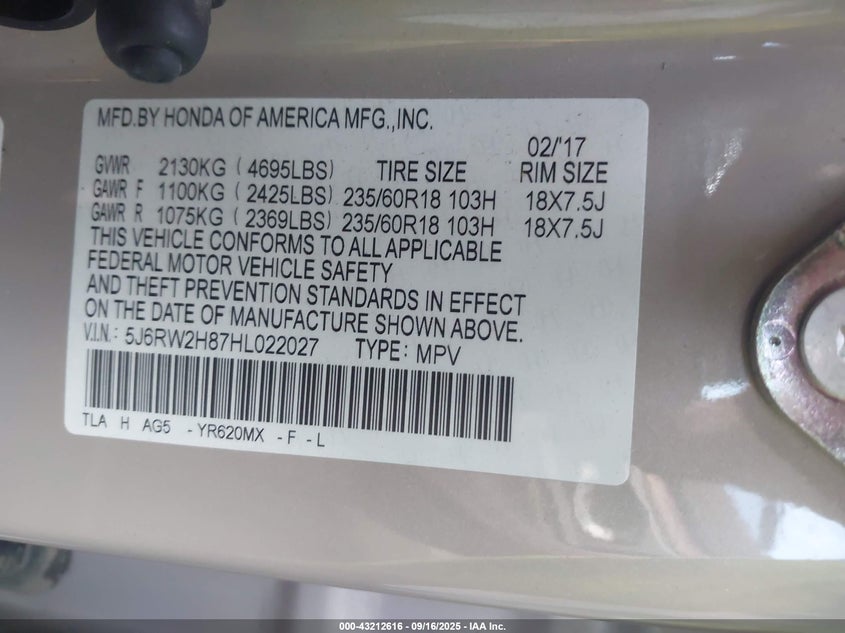 MFD.BY HONDA OF AMERICA MFG.,INC.
02/'17
GVWR 2130KG ( 4695LBS) TIRE SIZE RIM SIZE
GAWR F 1100KG ( 2425LBS) 235/60R18 103H 18X7.5J
GAWR R 1075KG ( 2369LBS) 235/60R18 103H 18X7.5J
THIS VEHICLE CONFORMS TO ALL APPLICABLE
FEDERAL MOTOR VEHICLE SAFETY
AND THEFT PREVENTION STANDARDS IN EFFECT
ON THE DATE OF MANUFACTURE SHOWN ABOVE.
V.I.N.: 5J6RW2H87HL022027 TYPE: MPV
TLA H AG5 -YR620MX -F -L
000-43212616 - 09/16/2025 - IAA Inc.